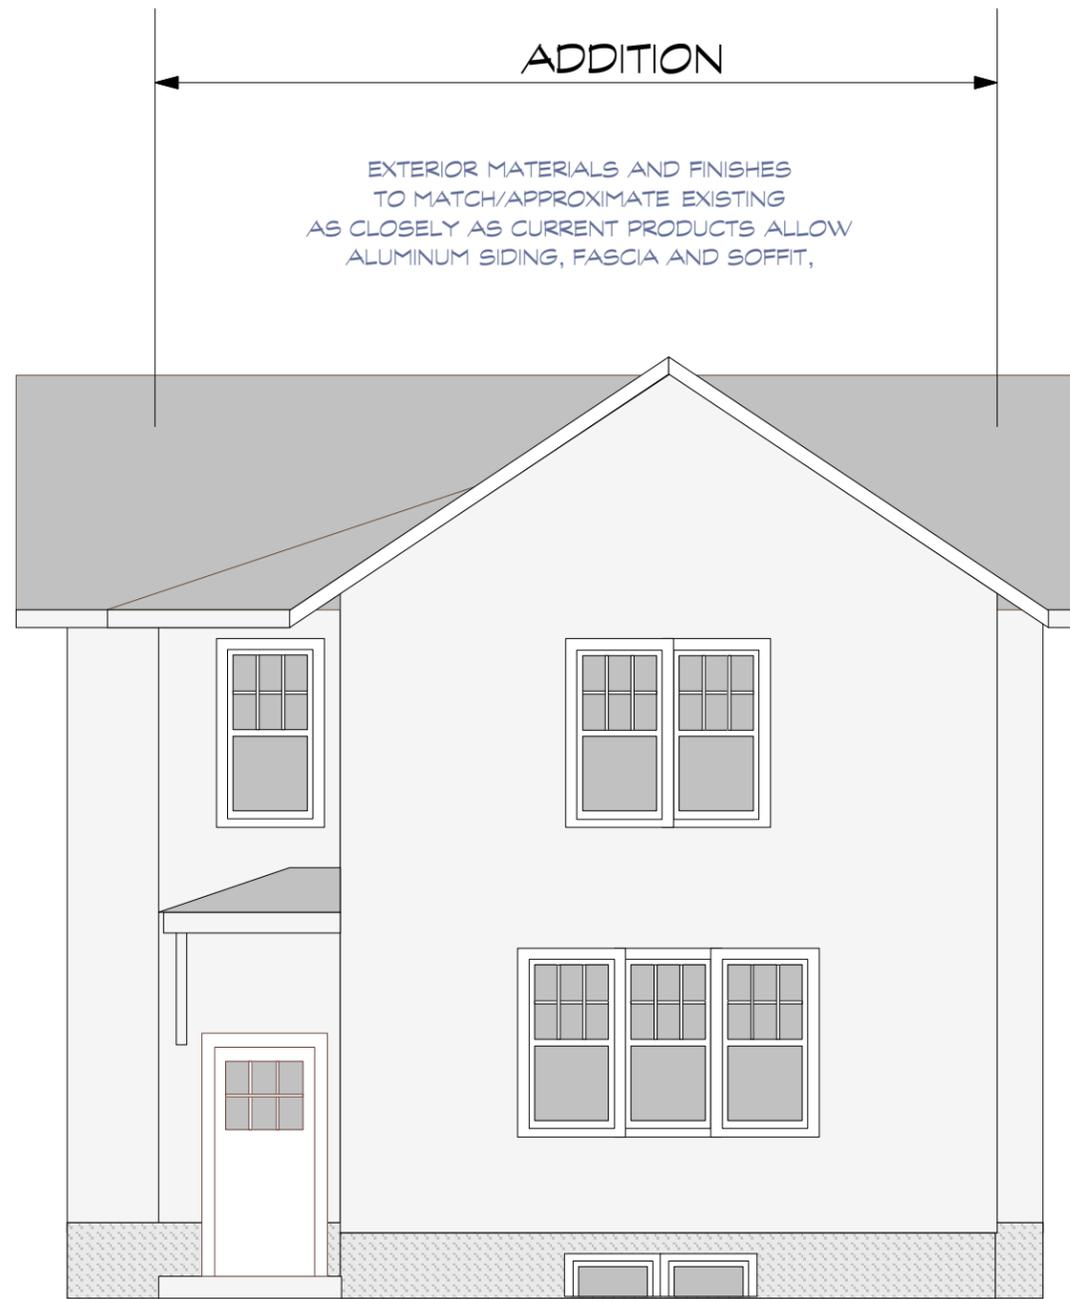 ADDITION
EXTERIOR MATERIALS AND FINISHES
TO MATCH/APPROXIMATE EXISTING
AS CLOSELY AS CURRENT PRODUCTS ALLOW
ALUMINUM SIDING, FASCIA AND SOFFIT,